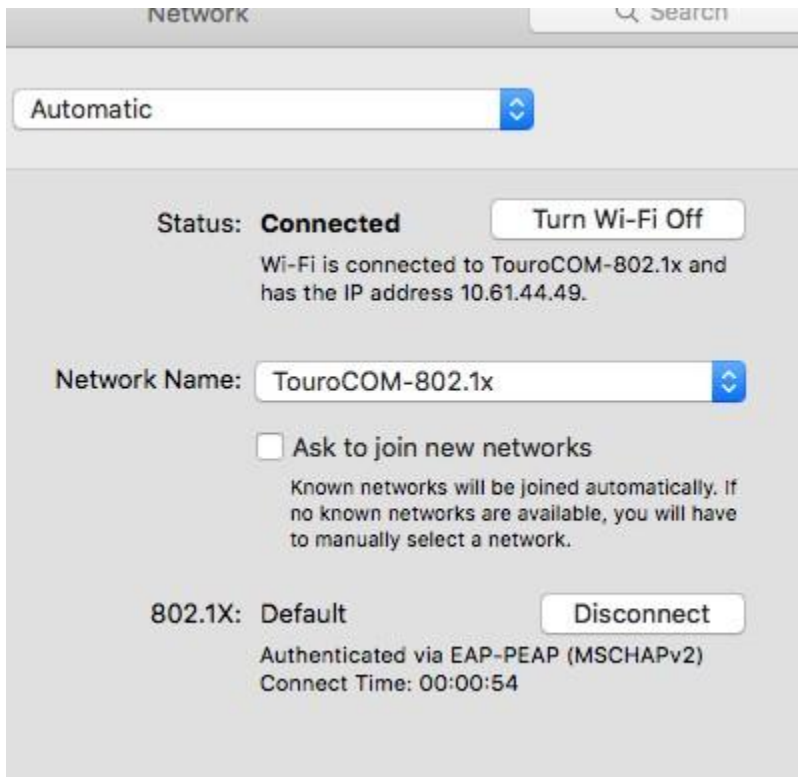 Network
Search
Automatic
Status: Connected
Turn Wi-Fi Off
Wi-Fi is connected to TouroCOM-802.1x and
has the IP address 10.61.44.49.
Network Name: TouroCOM-802.1x
Ask to join new networks
Known networks will be joined automatically. If
no known networks are available, you will have
to manually select a network.
802.1X: Default
Disconnect
Authenticated via EAP-PEAP (MSCHAPv2)
Connect Time: 00:00:54